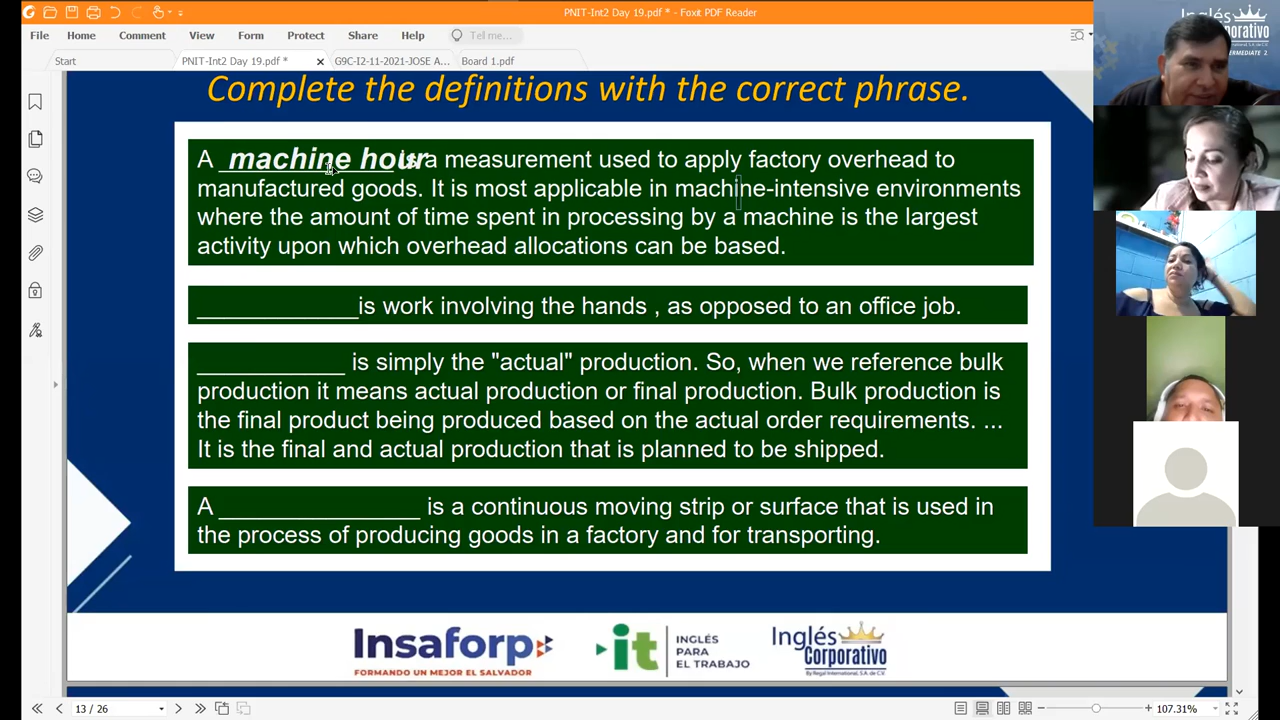 PNIT-Int2 Day 19.pdf * - Foxit PDF Reader
File Home Comment View Form Protect Share Help Tell me...
Start PNIT-Int2 Day 19.pdf * G9C-I2-11-2021-JOSE A... Board 1.pdf
Complete the definitions with the correct phrase.
A machine hour is a measurement used to apply factory overhead to
manufactured goods. It is most applicable in machine-intensive environments
where the amount of time spent in processing by a machine is the largest
activity upon which overhead allocations can be based.
____________is work involving the hands , as opposed to an office job.
___________ is simply the "actual" production. So, when we reference bulk
production it means actual production or final production. Bulk production is
the final product being produced based on the actual order requirements. ...
It is the final and actual production that is planned to be shipped.
A _______________ is a continuous moving strip or surface that is used in
the process of producing goods in a factory and for transporting.
Insaforp
FORMANDO UN MEJOR EL SALVADOR
it
INGLÉS
PARA
EL TRABAJO
Inglés
Corporativo
By Regal International, S.A. de C.V.
13 / 26
107.31%
Inglés
Corporativo